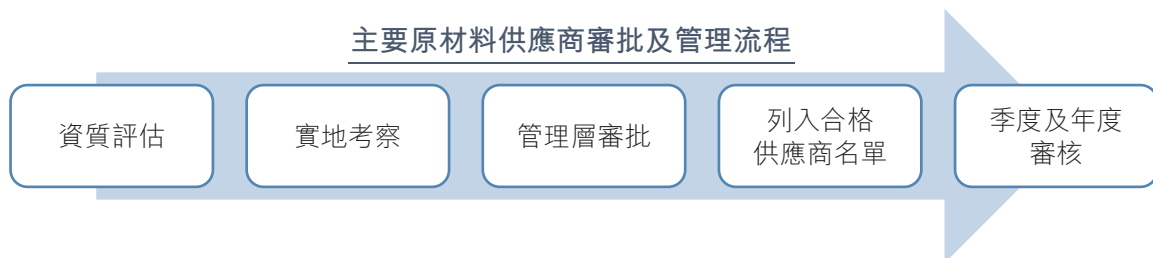 主要原材料供應商審批及管理流程
資質評估
實地考察
管理層審批
列入合格
供應商名單
季度及年度
審核